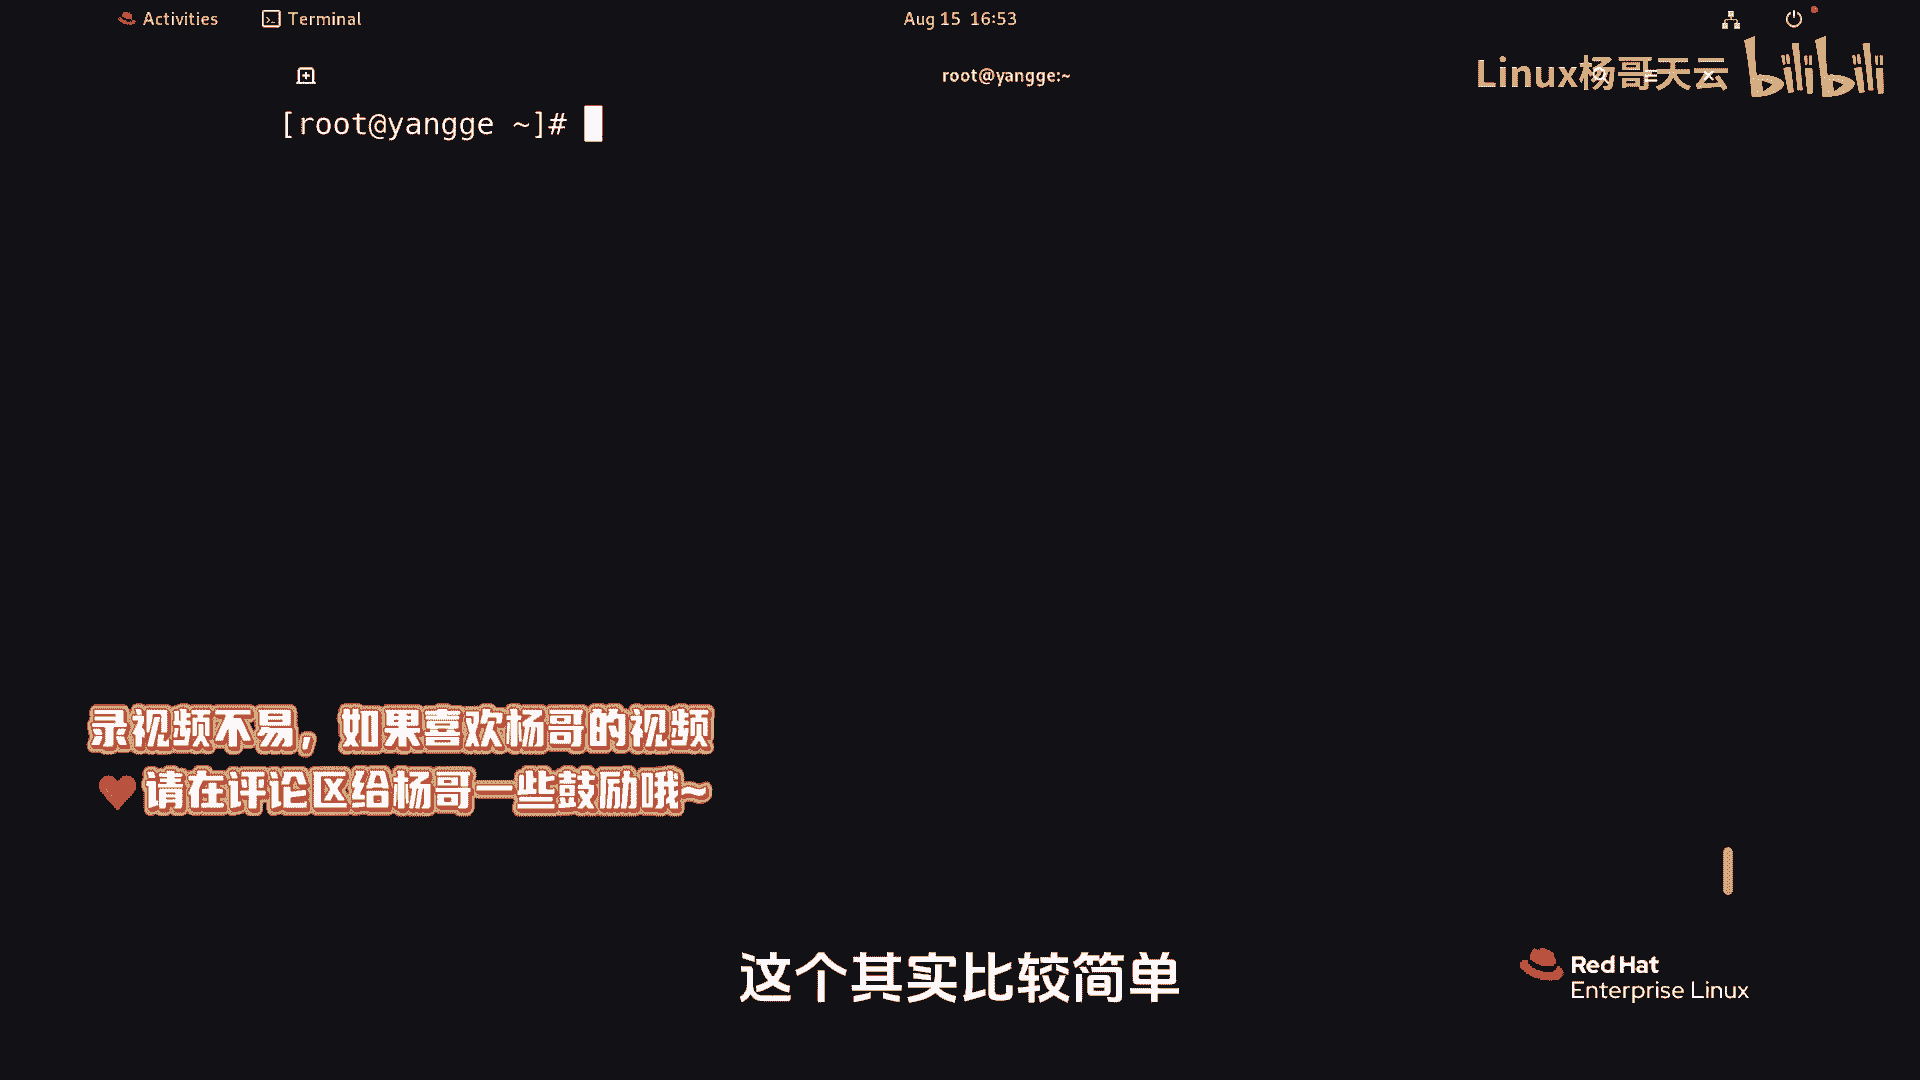 Activities Terminal Aug 15 16:53
root@yangge:~
Linux杨哥天云 bilibili
[root@yangge ~]#
录视频不易，如果喜欢杨哥的视频
请在评论区给杨哥一些鼓励哦~
这个其实比较简单
Red Hat
Enterprise Linux